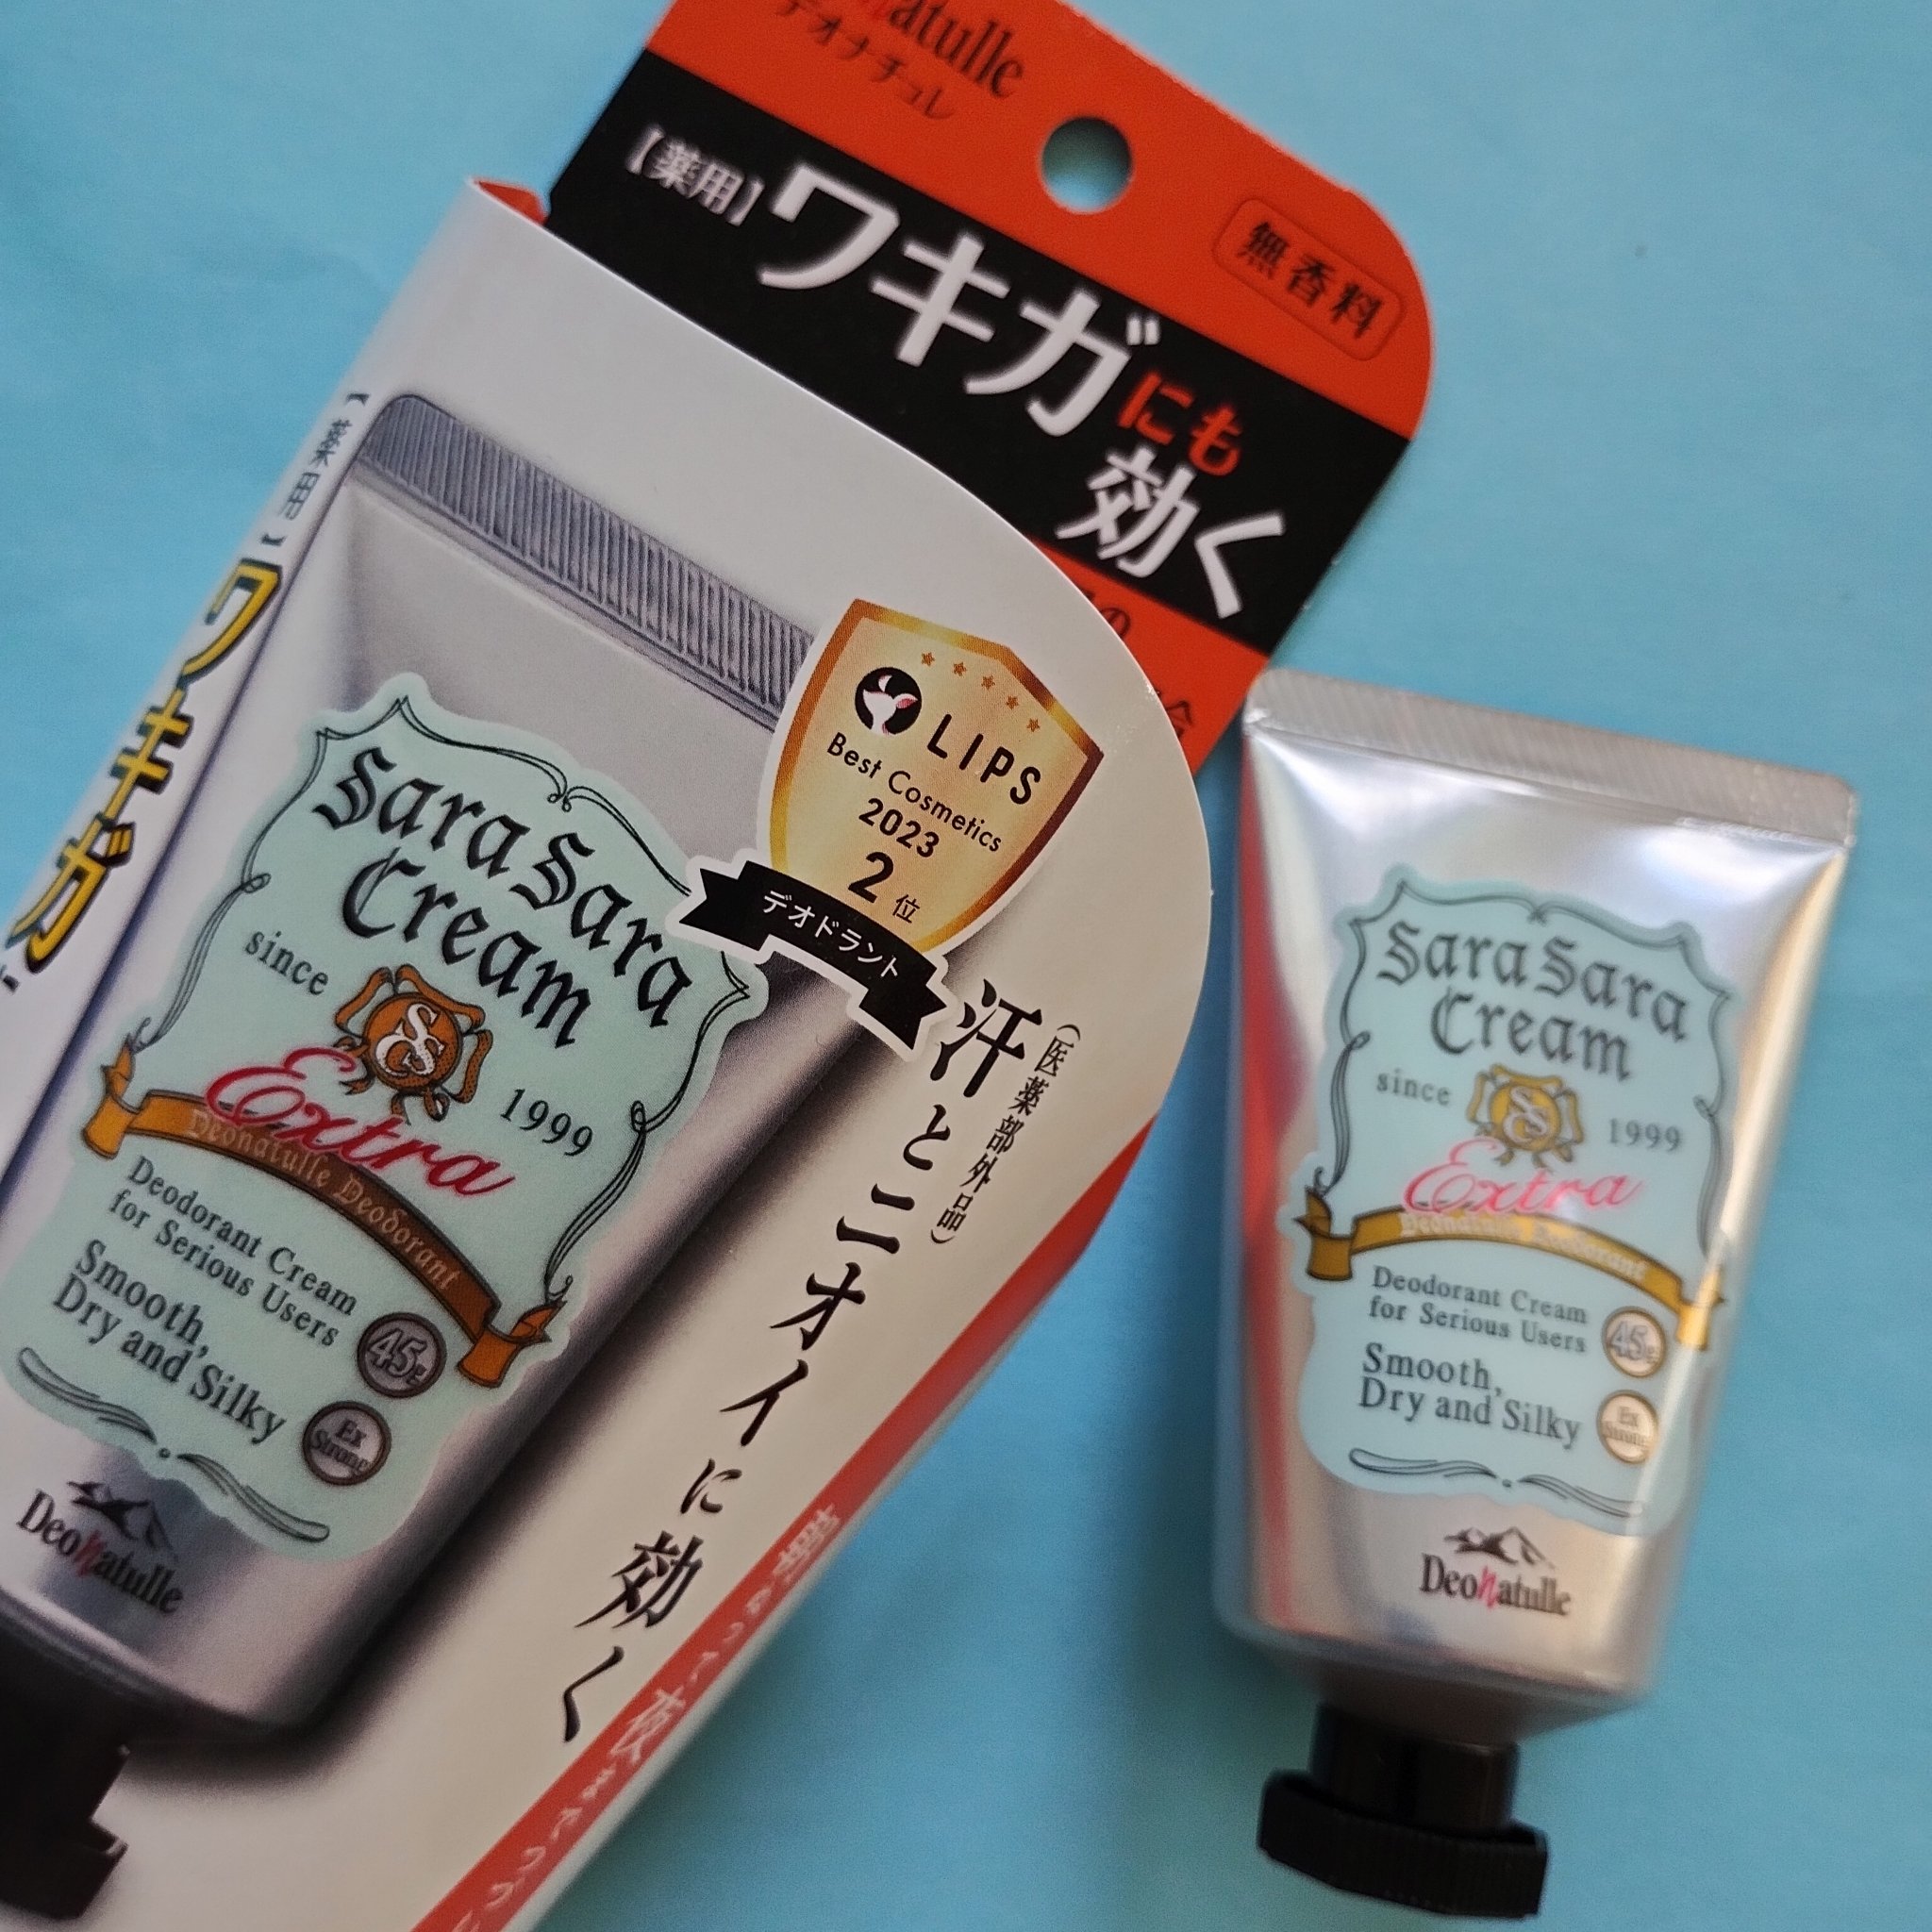 natulle
デオナチュレ
無香料
【薬用】ワキガにも
効く
の
【薬用】ワキガ
Sara Sara
Cream
since 1999
Extra
Deonatulle Deodorant
Deodorant Cream
for Serious Users
45g
Smooth,
Dry and Silky
Ex
Strong
Deonatulle
LIPS
Best Cosmetics
2023
2位
デオドラント
(医薬部外品)
汗とニオイに効く
Sara Sara
Cream
since 1999
Extra
Deonatulle Deodorant
Deodorant Cream
for Serious Users
45g
Smooth,
Dry and Silky
Ex
Strong
Deonatulle